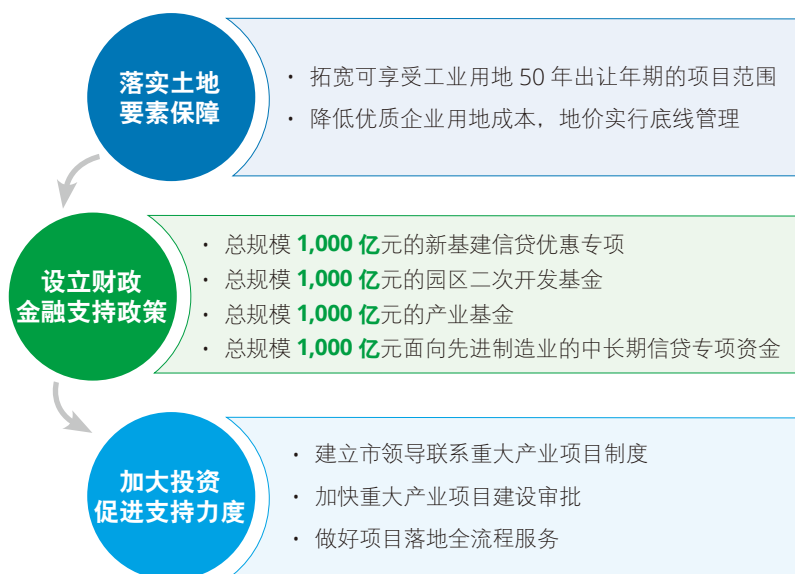 落实土地
要素保障
· 拓宽可享受工业用地 50 年出让年期的项目范围
· 降低优质企业用地成本，地价实行底线管理
设立财政
金融支持政策
· 总规模 1,000 亿元的新基建信贷优惠专项
· 总规模 1,000 亿元的园区二次开发基金
· 总规模 1,000 亿元的产业基金
· 总规模 1,000 亿元面向先进制造业的中长期信贷专项资金
加大投资
促进支持力度
· 建立市领导联系重大产业项目制度
· 加快重大产业项目建设审批
· 做好项目落地全流程服务